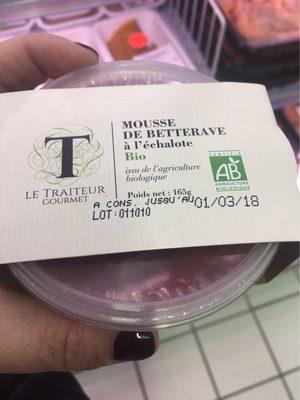 MOUSSE
DE BETTERAVE
à l'échalote
Bio
issu de l'agriculture
biologique
Poids net : 165g
T
LE TRAITEUR
GOURMET
CERTIFIÉ
AB
AGRICULTURE
BIOLOGIQUE
A CONS. JUSQU'AU 01/03/18
LOT:011010